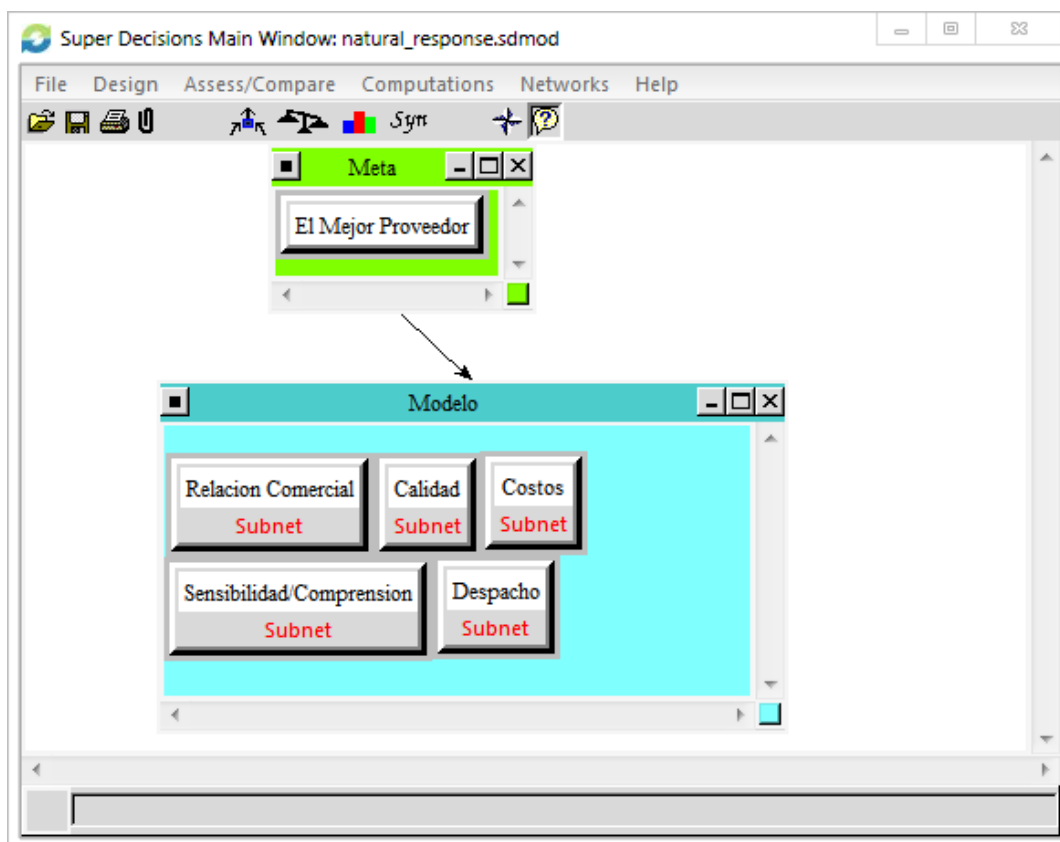 Super Decisions Main Window: natural_response.sdmod
File Design Assess/Compare Computations Networks Help
Syn
Meta
El Mejor Proveedor
Modelo
Relacion Comercial Calidad Costos
Subnet Subnet Subnet
Sensibilidad/Comprension Despacho
Subnet Subnet